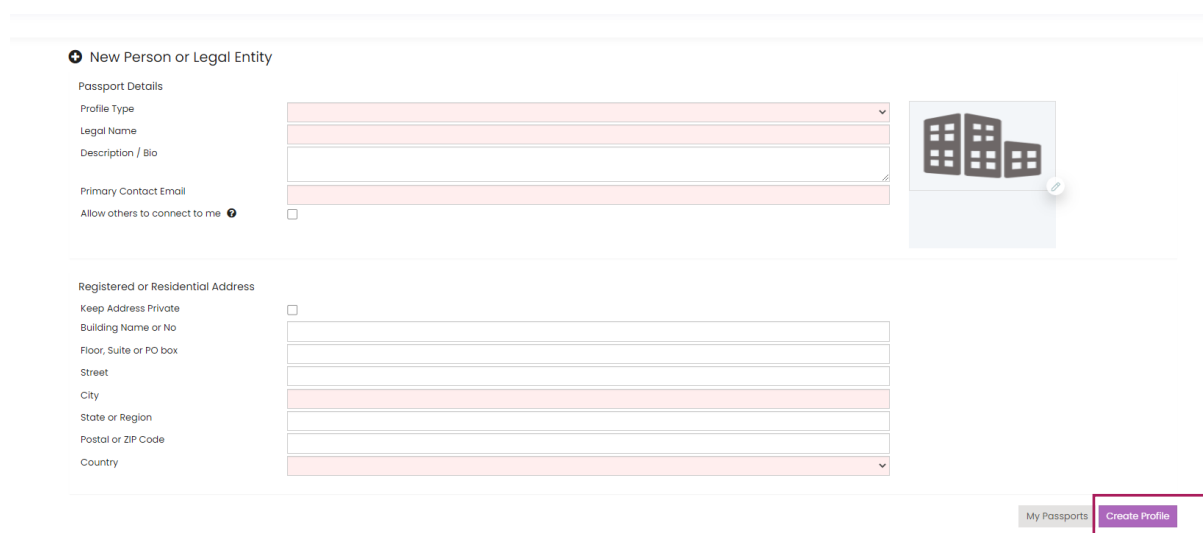 New Person or Legal Entity
Passport Details
Profile Type
Legal Name
Description / Bio
Primary Contact Email
Allow others to connect to me ?
Registered or Residential Address
Keep Address Private
Building Name or No
Floor, Suite or PO box
Street
City
State or Region
Postal or ZIP Code
Country
My Passports Create Profile